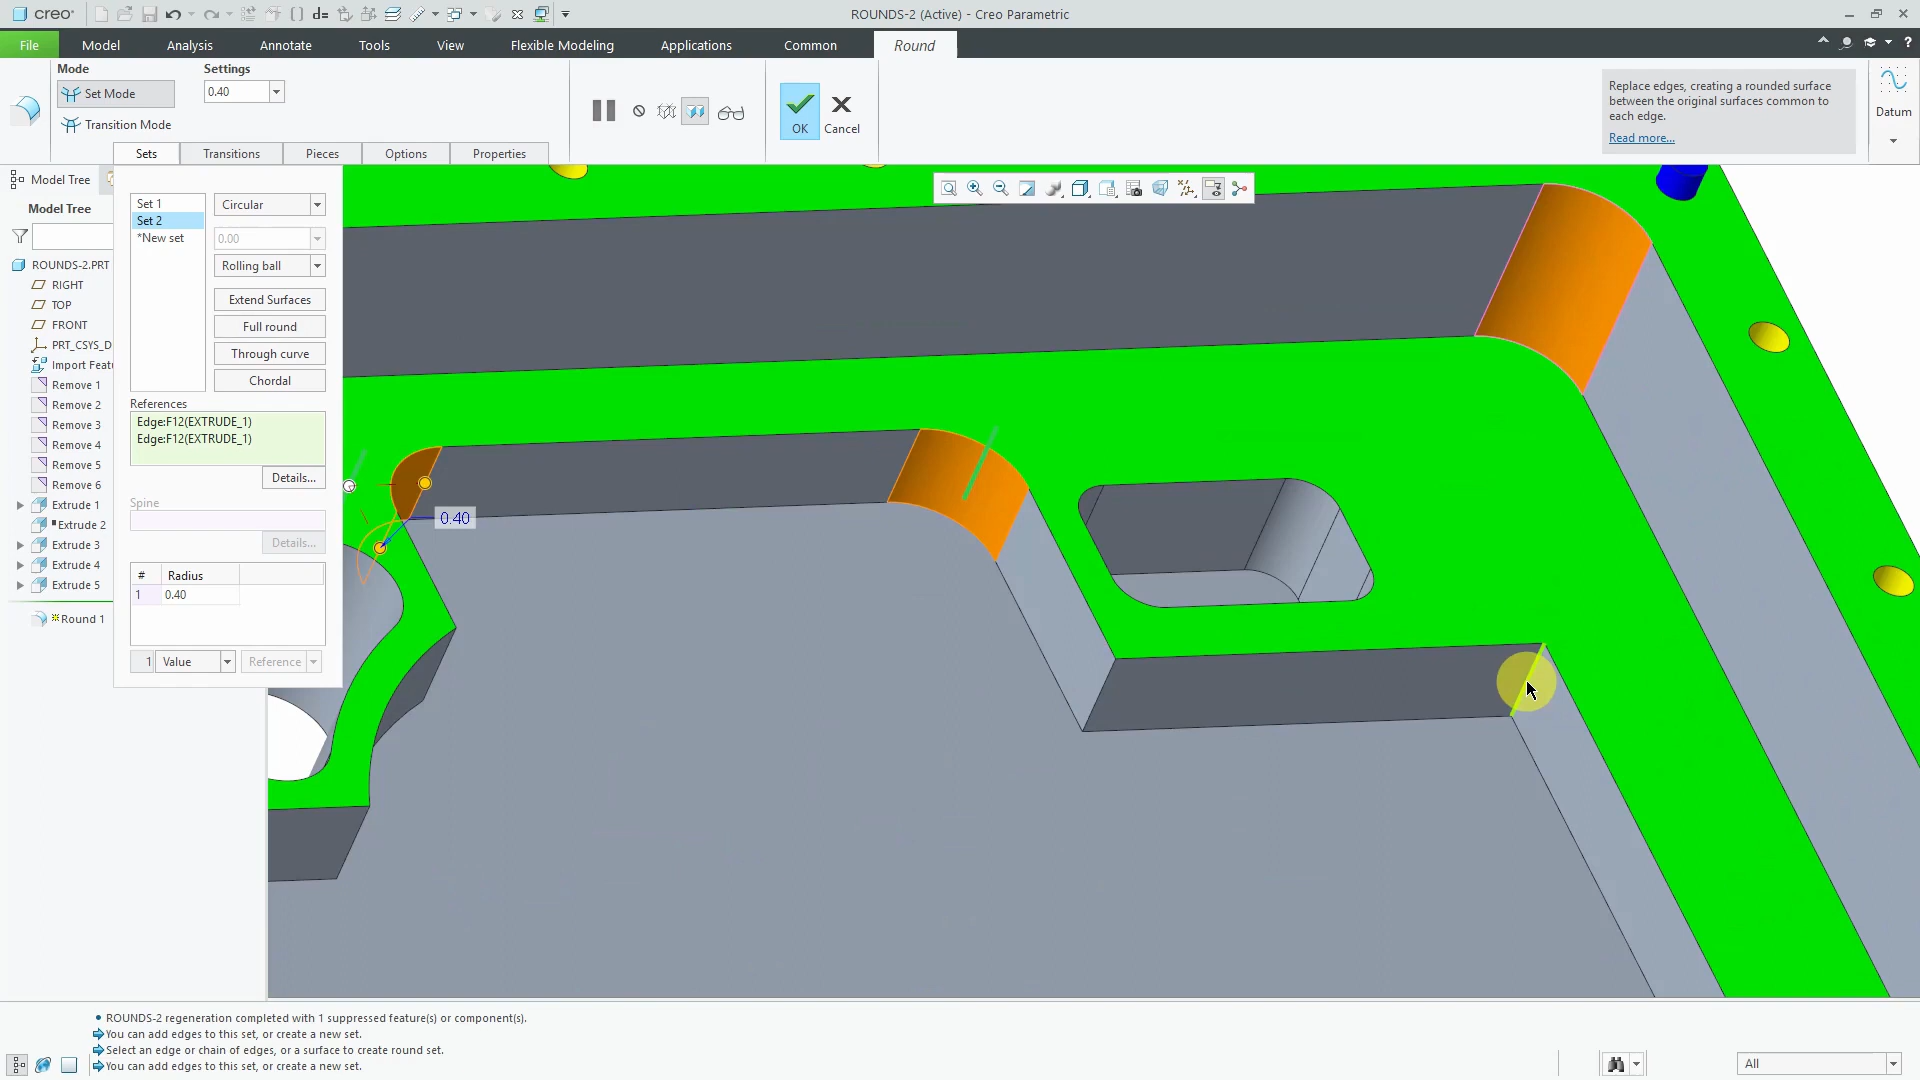 creo
ROUNDS-2 (Active) - Creo Parametric
File
Model
Analysis
Annotate
Tools
View
Flexible Modeling
Applications
Common
Round
Mode
Settings
Set Mode
0.40
Transition Mode
OK
Cancel
Replace edges, creating a rounded surface
between the original surfaces common to
each edge.
Read more...
Datum
Sets
Transitions
Pieces
Options
Properties
Model Tree
Model Tree
ROUNDS-2.PRT
RIGHT
TOP
FRONT
PRT_CSYS_D
Import Feat
Remove 1
Remove 2
Remove 3
Remove 4
Remove 5
Remove 6
Extrude 1
Extrude 2
Extrude 3
Extrude 4
Extrude 5
Round 1
Set 1
Set 2
*New set
Circular
0.00
Rolling ball
Extend Surfaces
Full round
Through curve
Chordal
References
Edge:F12(EXTRUDE_1)
Edge:F12(EXTRUDE_1)
Details...
Spine
Details...
# Radius
1 0.40
1 Value Reference
0.40
ROUNDS-2 regeneration completed with 1 suppressed feature(s) or component(s).
You can add edges to this set, or create a new set.
Select an edge or chain of edges, or a surface to create round set.
You can add edges to this set, or create a new set.
All